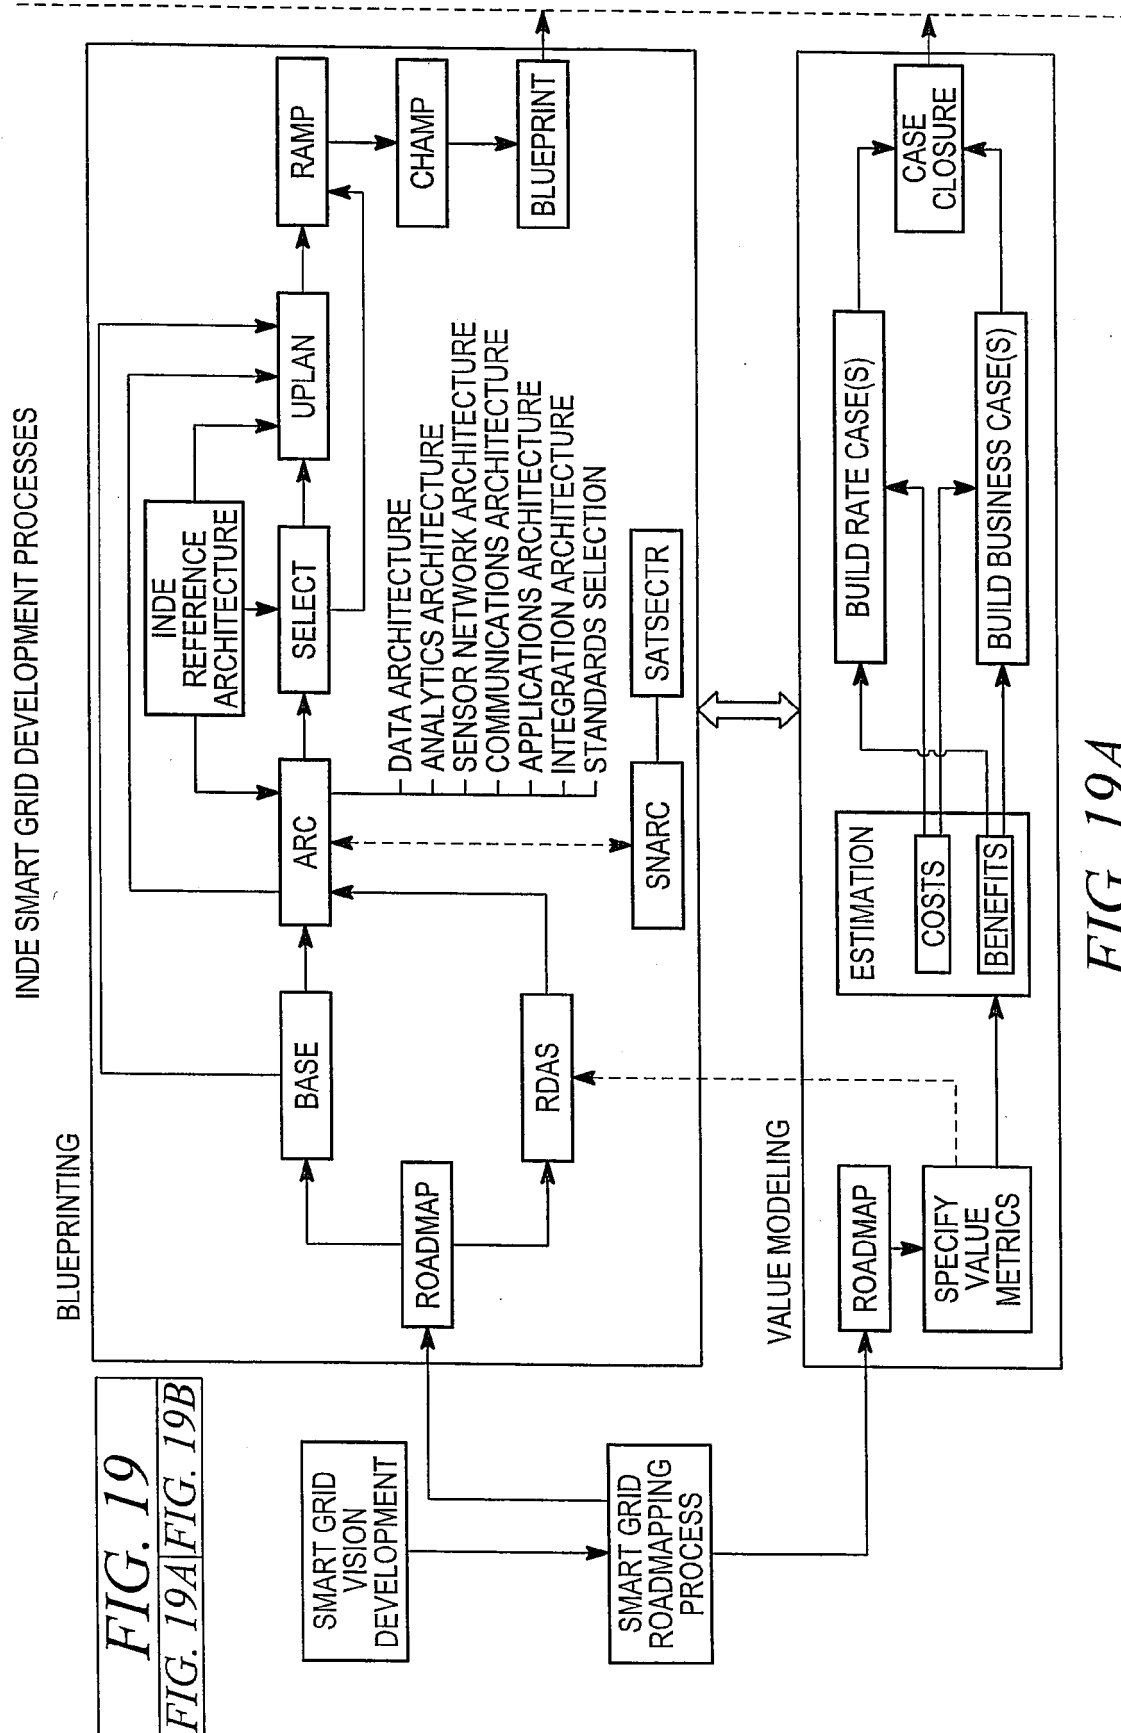 INDE SMART GRID DEVELOPMENT PROCESSES
FIG. 19
FIG. 19A FIG. 19B
SMART GRID
VISION
DEVELOPMENT
SMART GRID
ROADMAPPING
PROCESS
BLUEPRINTING
ROADMAP
BASE
RDAS
ARC
INDE
REFERENCE
ARCHITECTURE
SELECT
UPLAN
RAMP
CHAMP
BLUEPRINT
DATA ARCHITECTURE
ANALYTICS ARCHITECTURE
SENSOR NETWORK ARCHITECTURE
COMMUNICATIONS ARCHITECTURE
APPLICATIONS ARCHITECTURE
INTEGRATION ARCHITECTURE
STANDARDS SELECTION
SNARC
SATSECTR
VALUE MODELING
ROADMAP
SPECIFY
VALUE
METRICS
ESTIMATION
COSTS
BENEFITS
BUILD RATE CASE(S)
BUILD BUSINESS CASE(S)
CASE
CLOSURE
FIG. 19A